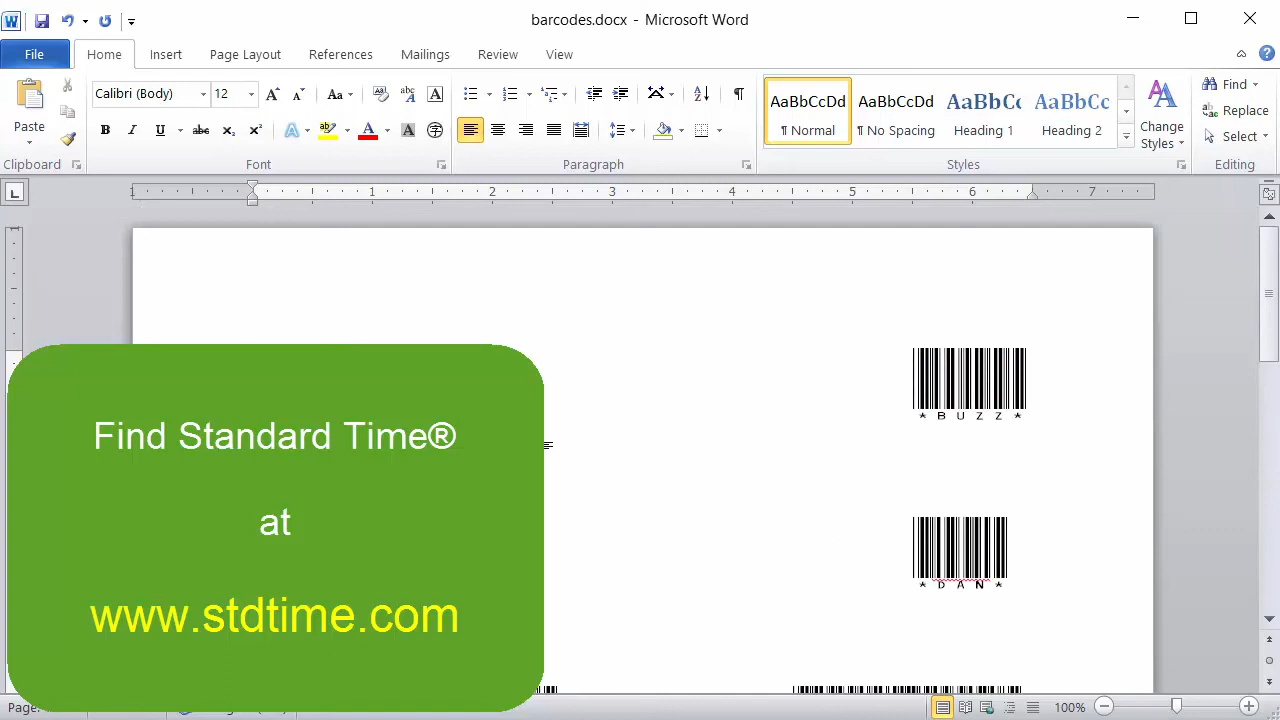 barcodes.docx - Microsoft Word
File Home Insert Page Layout References Mailings Review View
Calibri (Body) 12
Paste
Clipboard Font Paragraph Styles Editing
AaBbCcDd AaBbCcDd AaBbCc AaBbCc
¶ Normal ¶ No Spacing Heading 1 Heading 2
Change
Styles
Find
Replace
Select
1 1 2 3 4 5 6 7
* B U Z Z *
* D A N *
Find Standard Time®
at
www.stdtime.com
Page:
100%